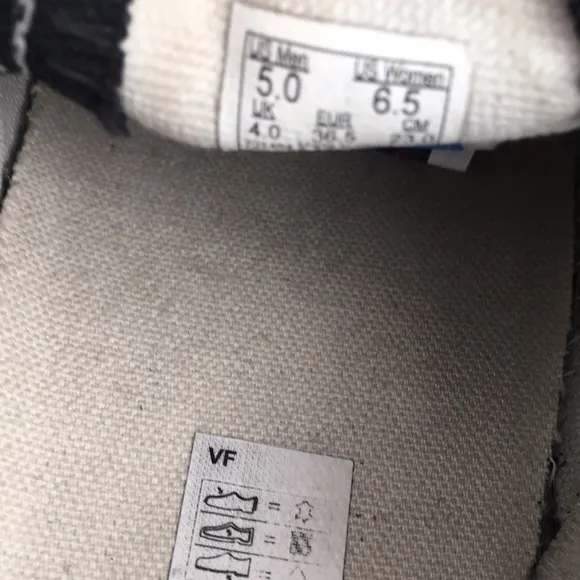 US Men US Women
5.0 6.5
UK EUR CM
4.0 36.5 23.0
VF
=
=
=